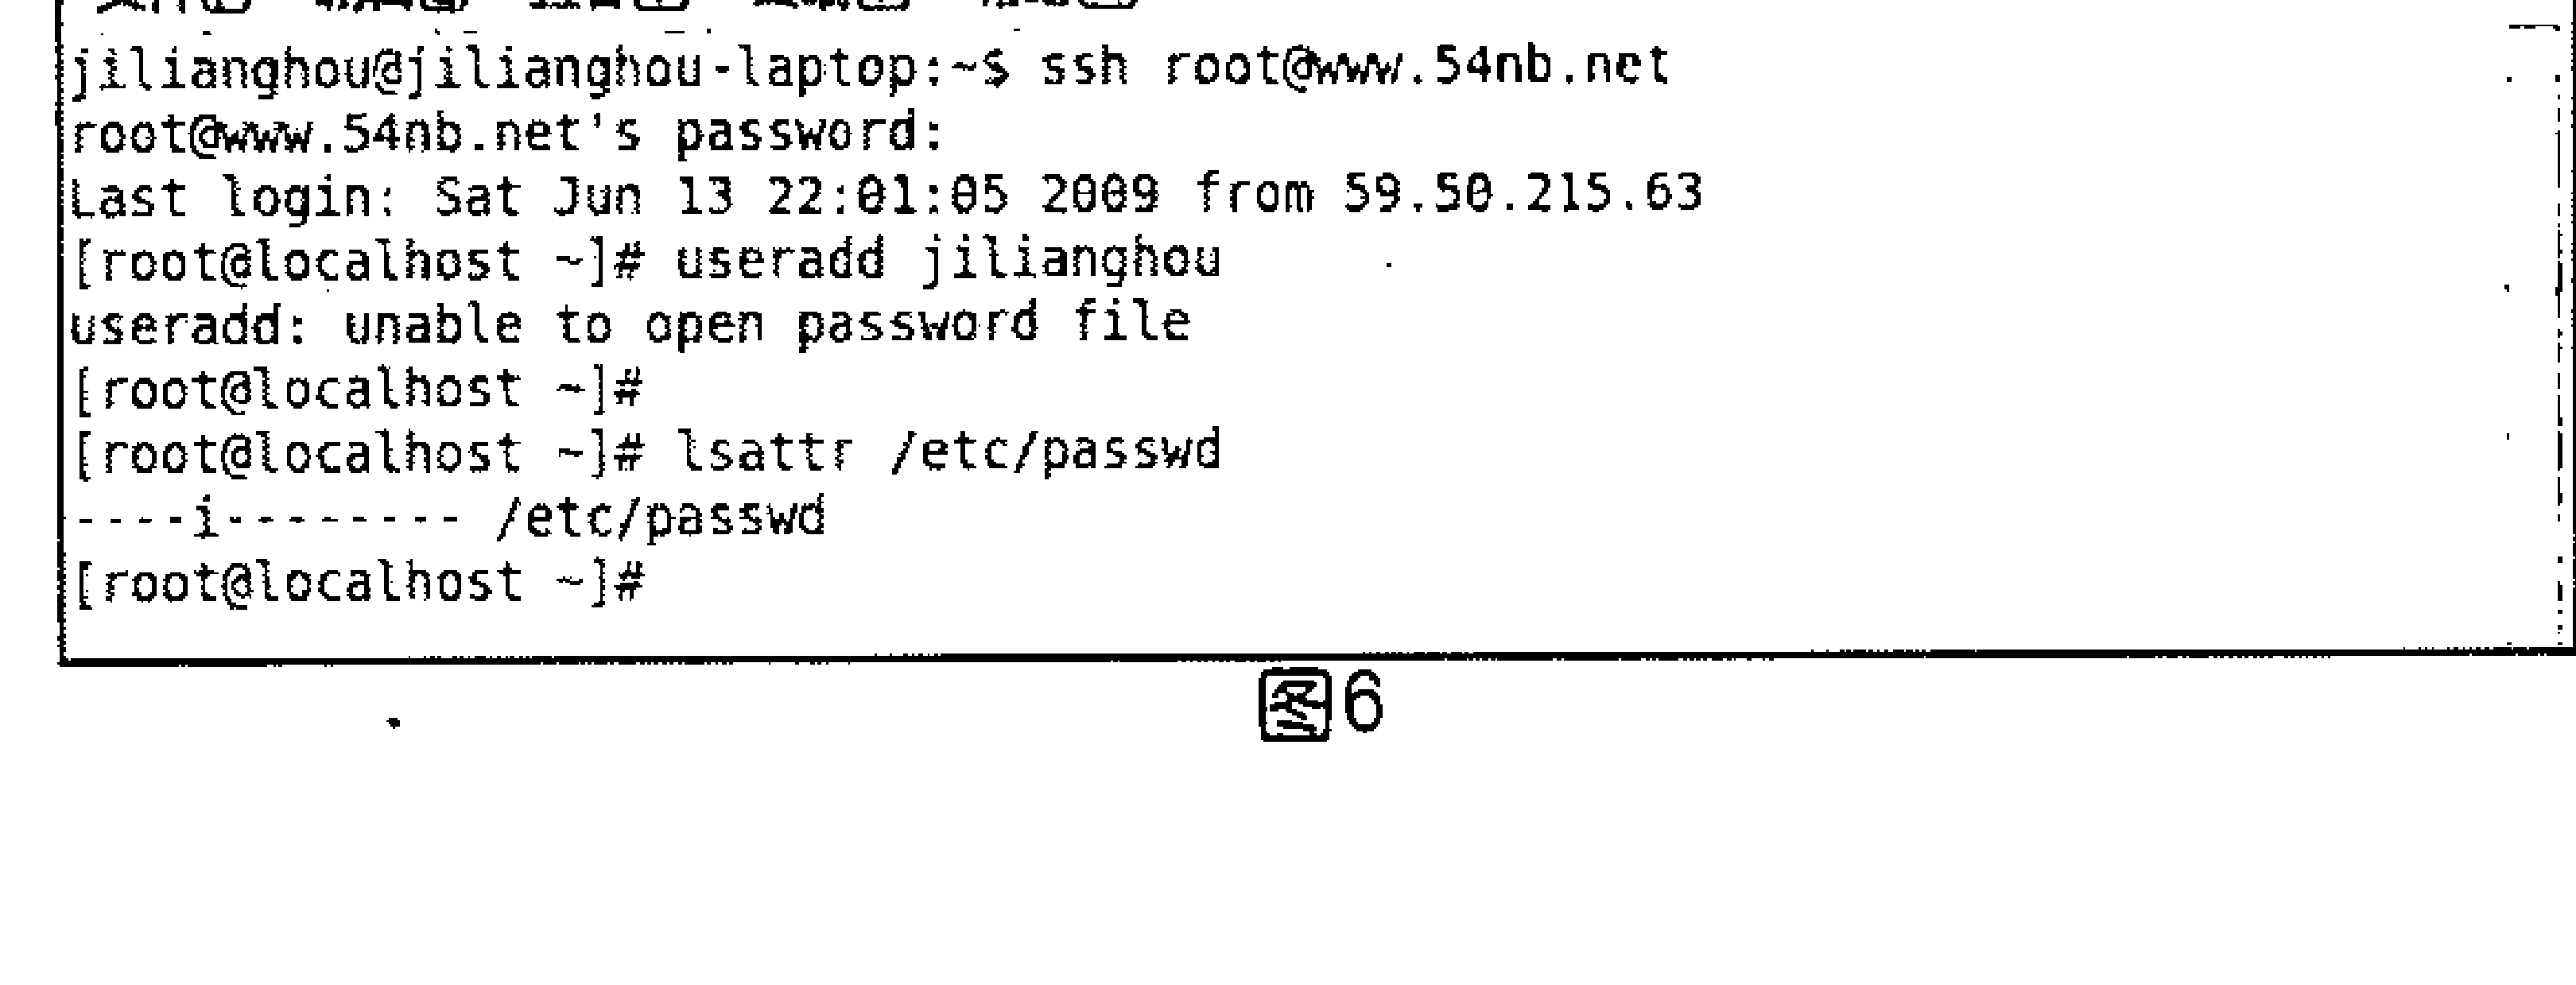 jilianghou@jilianghou-laptop:~$ ssh root@www.54nb.net
root@www.54nb.net's password:
Last login: Sat Jun 13 22:01:05 2009 from 59.50.215.63
[root@localhost ~]# useradd jilianghou
useradd: unable to open password file
[root@localhost ~]#
[root@localhost ~]# lsattr /etc/passwd
----i-------- /etc/passwd
[root@localhost ~]#
图6